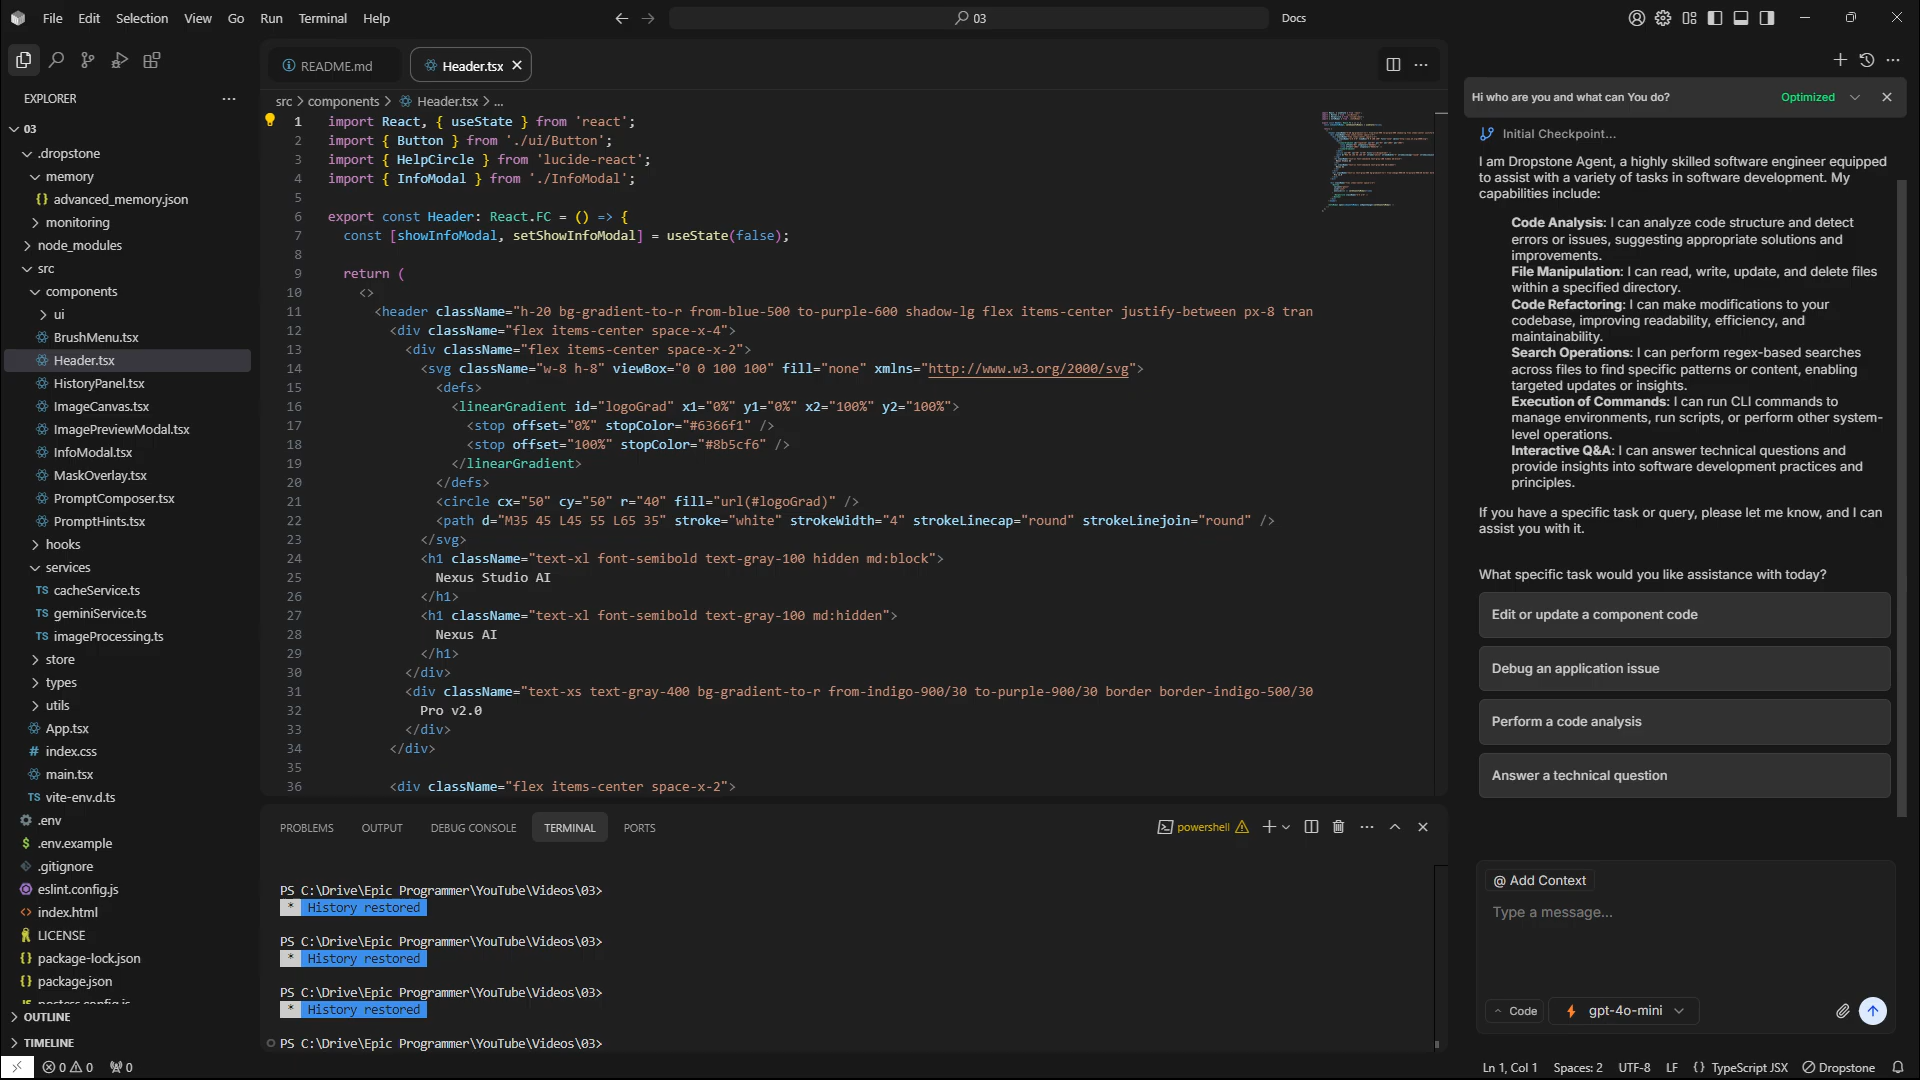 File Edit Selection View Go Run Terminal Help
03
Docs
EXPLORER
03
.dropstone
memory
{} advanced_memory.json
monitoring
node_modules
src
components
ui
BrushMenu.tsx
Header.tsx
HistoryPanel.tsx
ImageCanvas.tsx
ImagePreviewModal.tsx
InfoModal.tsx
MaskOverlay.tsx
PromptComposer.tsx
PromptHints.tsx
hooks
services
TS cacheService.ts
TS geminiService.ts
TS imageProcessing.ts
store
types
utils
App.tsx
# index.css
main.tsx
TS vite-env.d.ts
.env
$ .env.example
.gitignore
eslint.config.js
<> index.html
LICENSE
{} package-lock.json
{} package.json
JS postcss.config.js
OUTLINE
TIMELINE
README.md
Header.tsx
src > components > Header.tsx > ...
1 import React, { useState } from 'react';
2 import { Button } from './ui/Button';
3 import { HelpCircle } from 'lucide-react';
4 import { InfoModal } from './InfoModal';
5
6 export const Header: React.FC = () => {
7 const [showInfoModal, setShowInfoModal] = useState(false);
8
9 return (
10 <>
11 <header className="h-20 bg-gradient-to-r from-blue-500 to-purple-600 shadow-lg flex items-center justify-between px-8 tran
12 <div className="flex items-center space-x-4">
13 <div className="flex items-center space-x-2">
14 <svg className="w-8 h-8" viewBox="0 0 100 100" fill="none" xmlns="http://www.w3.org/2000/svg">
15 <defs>
16 <linearGradient id="logoGrad" x1="0%" y1="0%" x2="100%" y2="100%">
17 <stop offset="0%" stopColor="#6366f1" />
18 <stop offset="100%" stopColor="#8b5cf6" />
19 </linearGradient>
20 </defs>
21 <circle cx="50" cy="50" r="40" fill="url(#logoGrad)" />
22 <path d="M35 45 L45 55 L65 35" stroke="white" strokeWidth="4" strokeLinecap="round" strokeLinejoin="round" />
23 </svg>
24 <h1 className="text-xl font-semibold text-gray-100 hidden md:block">
25 Nexus Studio AI
26 </h1>
27 <h1 className="text-xl font-semibold text-gray-100 md:hidden">
28 Nexus AI
29 </h1>
30 </div>
31 <div className="text-xs text-gray-400 bg-gradient-to-r from-indigo-900/30 to-purple-900/30 border border-indigo-500/30
32 Pro v2.0
33 </div>
34 </div>
35
36 <div className="flex items-center space-x-2">
PROBLEMS OUTPUT DEBUG CONSOLE TERMINAL PORTS
powershell
PS C:\Drive\Epic Programmer\YouTube\Videos\03>
* History restored
PS C:\Drive\Epic Programmer\YouTube\Videos\03>
* History restored
PS C:\Drive\Epic Programmer\YouTube\Videos\03>
* History restored
PS C:\Drive\Epic Programmer\YouTube\Videos\03>
Hi who are you and what can You do?
Optimized
Initial Checkpoint...
I am Dropstone Agent, a highly skilled software engineer equipped
to assist with a variety of tasks in software development. My
capabilities include:
Code Analysis: I can analyze code structure and detect
errors or issues, suggesting appropriate solutions and
improvements.
File Manipulation: I can read, write, update, and delete files
within a specified directory.
Code Refactoring: I can make modifications to your
codebase, improving readability, efficiency, and
maintainability.
Search Operations: I can perform regex-based searches
across files to find specific patterns or content, enabling
targeted updates or insights.
Execution of Commands: I can run CLI commands to
manage environments, run scripts, or perform other system-
level operations.
Interactive Q&A: I can answer technical questions and
provide insights into software development practices and
principles.
If you have a specific task or query, please let me know, and I can
assist you with it.
What specific task would you like assistance with today?
Edit or update a component code
Debug an application issue
Perform a code analysis
Answer a technical question
@ Add Context
Type a message...
Code
gpt-4o-mini
0 0 0
Ln 1, Col 1 Spaces: 2 UTF-8 LF {} TypeScript JSX Dropstone